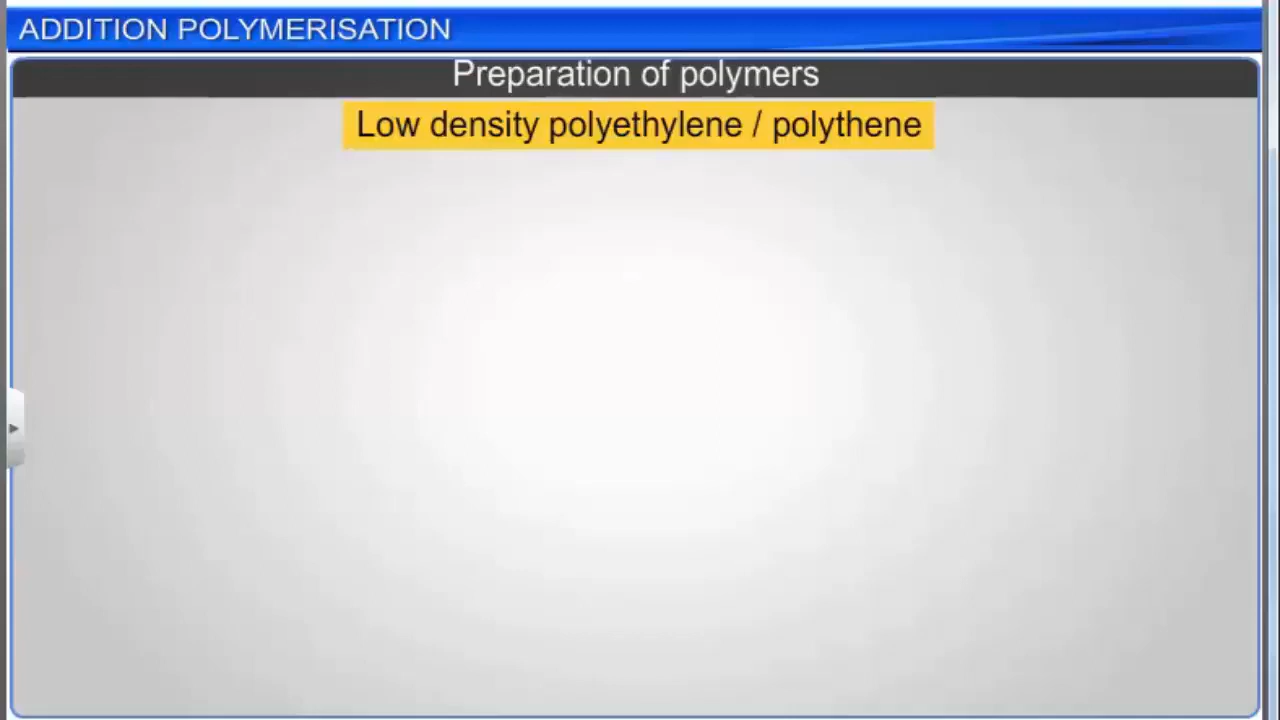 ADDITION POLYMERISATION
Preparation of polymers
Low density polyethylene / polythene